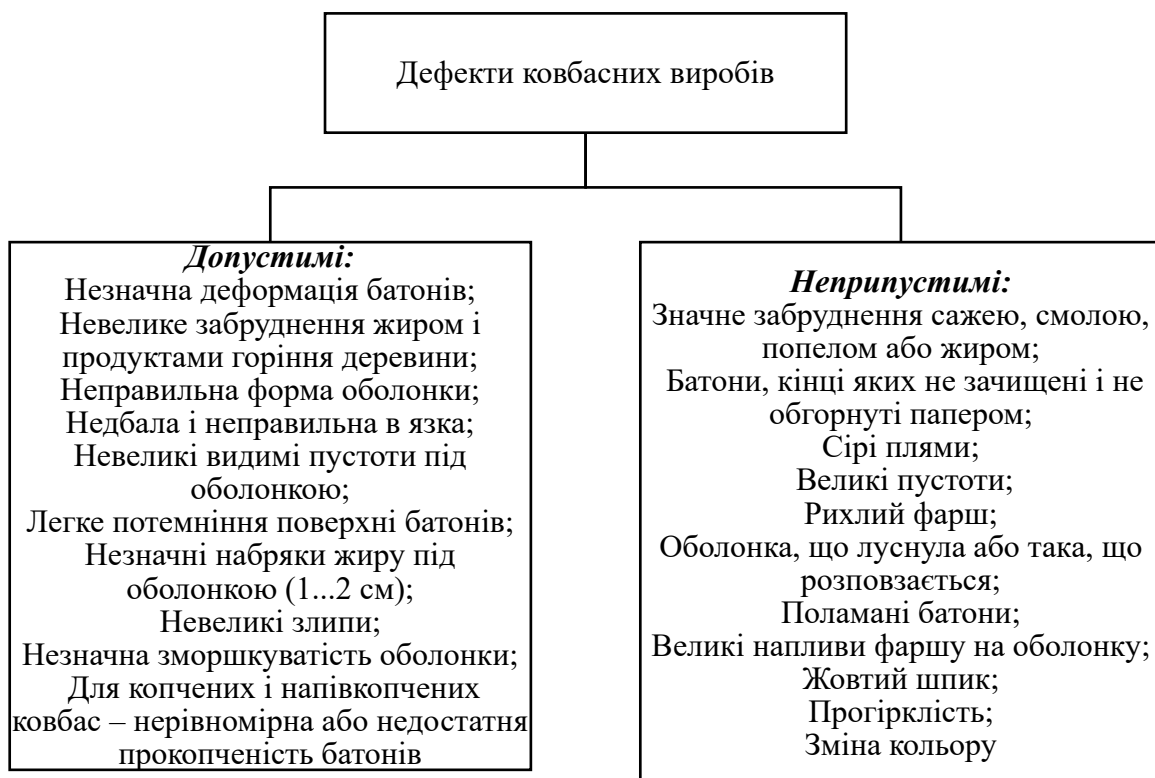 Дефекти ковбасних виробів
Допустимі:
Незначна деформація батонів;
Невелике забруднення жиром і
продуктами горіння деревини;
Неправильна форма оболонки;
Недбала і неправильна в язка;
Невеликі видимі пустоти під
оболонкою;
Легке потемніння поверхні батонів;
Незначні набряки жиру під
оболонкою (1...2 см);
Невеликі злипи;
Незначна зморшкуватість оболонки;
Для копчених і напівкопчених
ковбас – нерівномірна або недостатня
прокопченість батонів
Неприпустимі:
Значне забруднення сажею, смолою,
попелом або жиром;
Батони, кінці яких не зачищені і не
обгорнуті папером;
Сірі плями;
Великі пустоти;
Рихлий фарш;
Оболонка, що луснула або така, що
розповзається;
Поламані батони;
Великі напливи фаршу на оболонку;
Жовтий шпик;
Прогірклість;
Зміна кольору